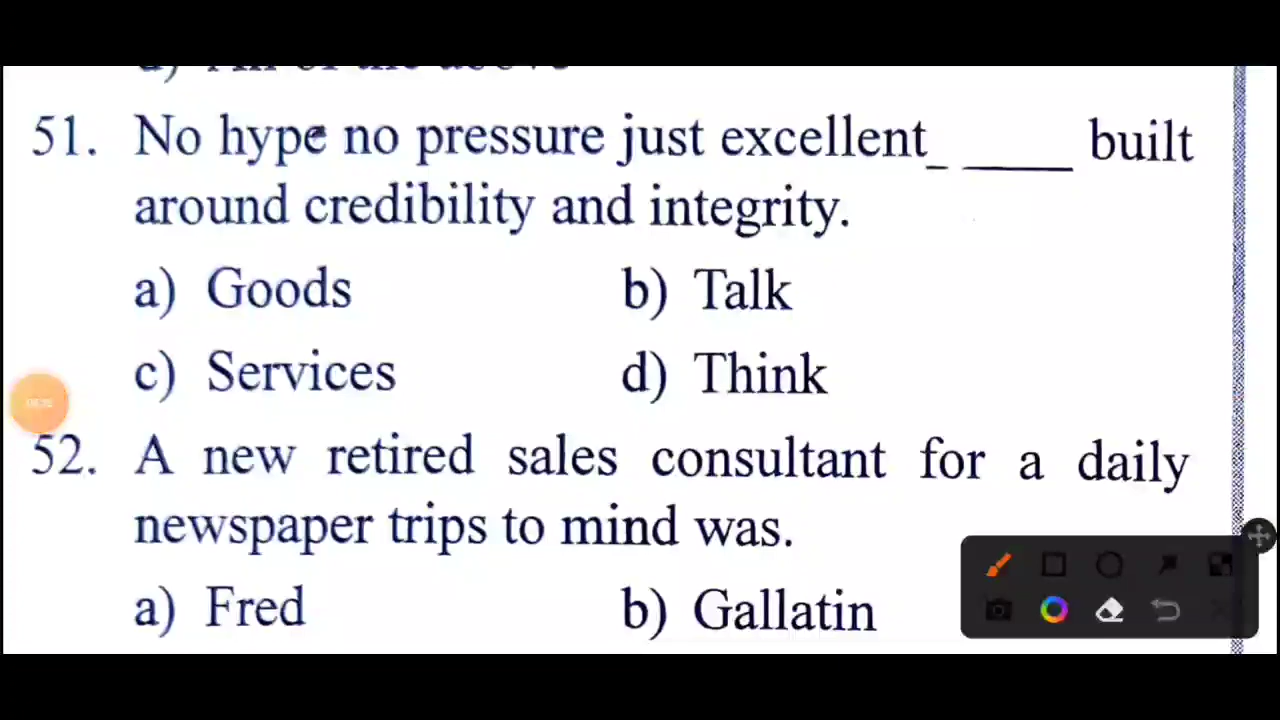 51. No hype no pressure just excellent_ ____ built
around credibility and integrity.
a) Goods b) Talk
c) Services d) Think
52. A new retired sales consultant for a daily
newspaper trips to mind was.
a) Fred b) Gallatin